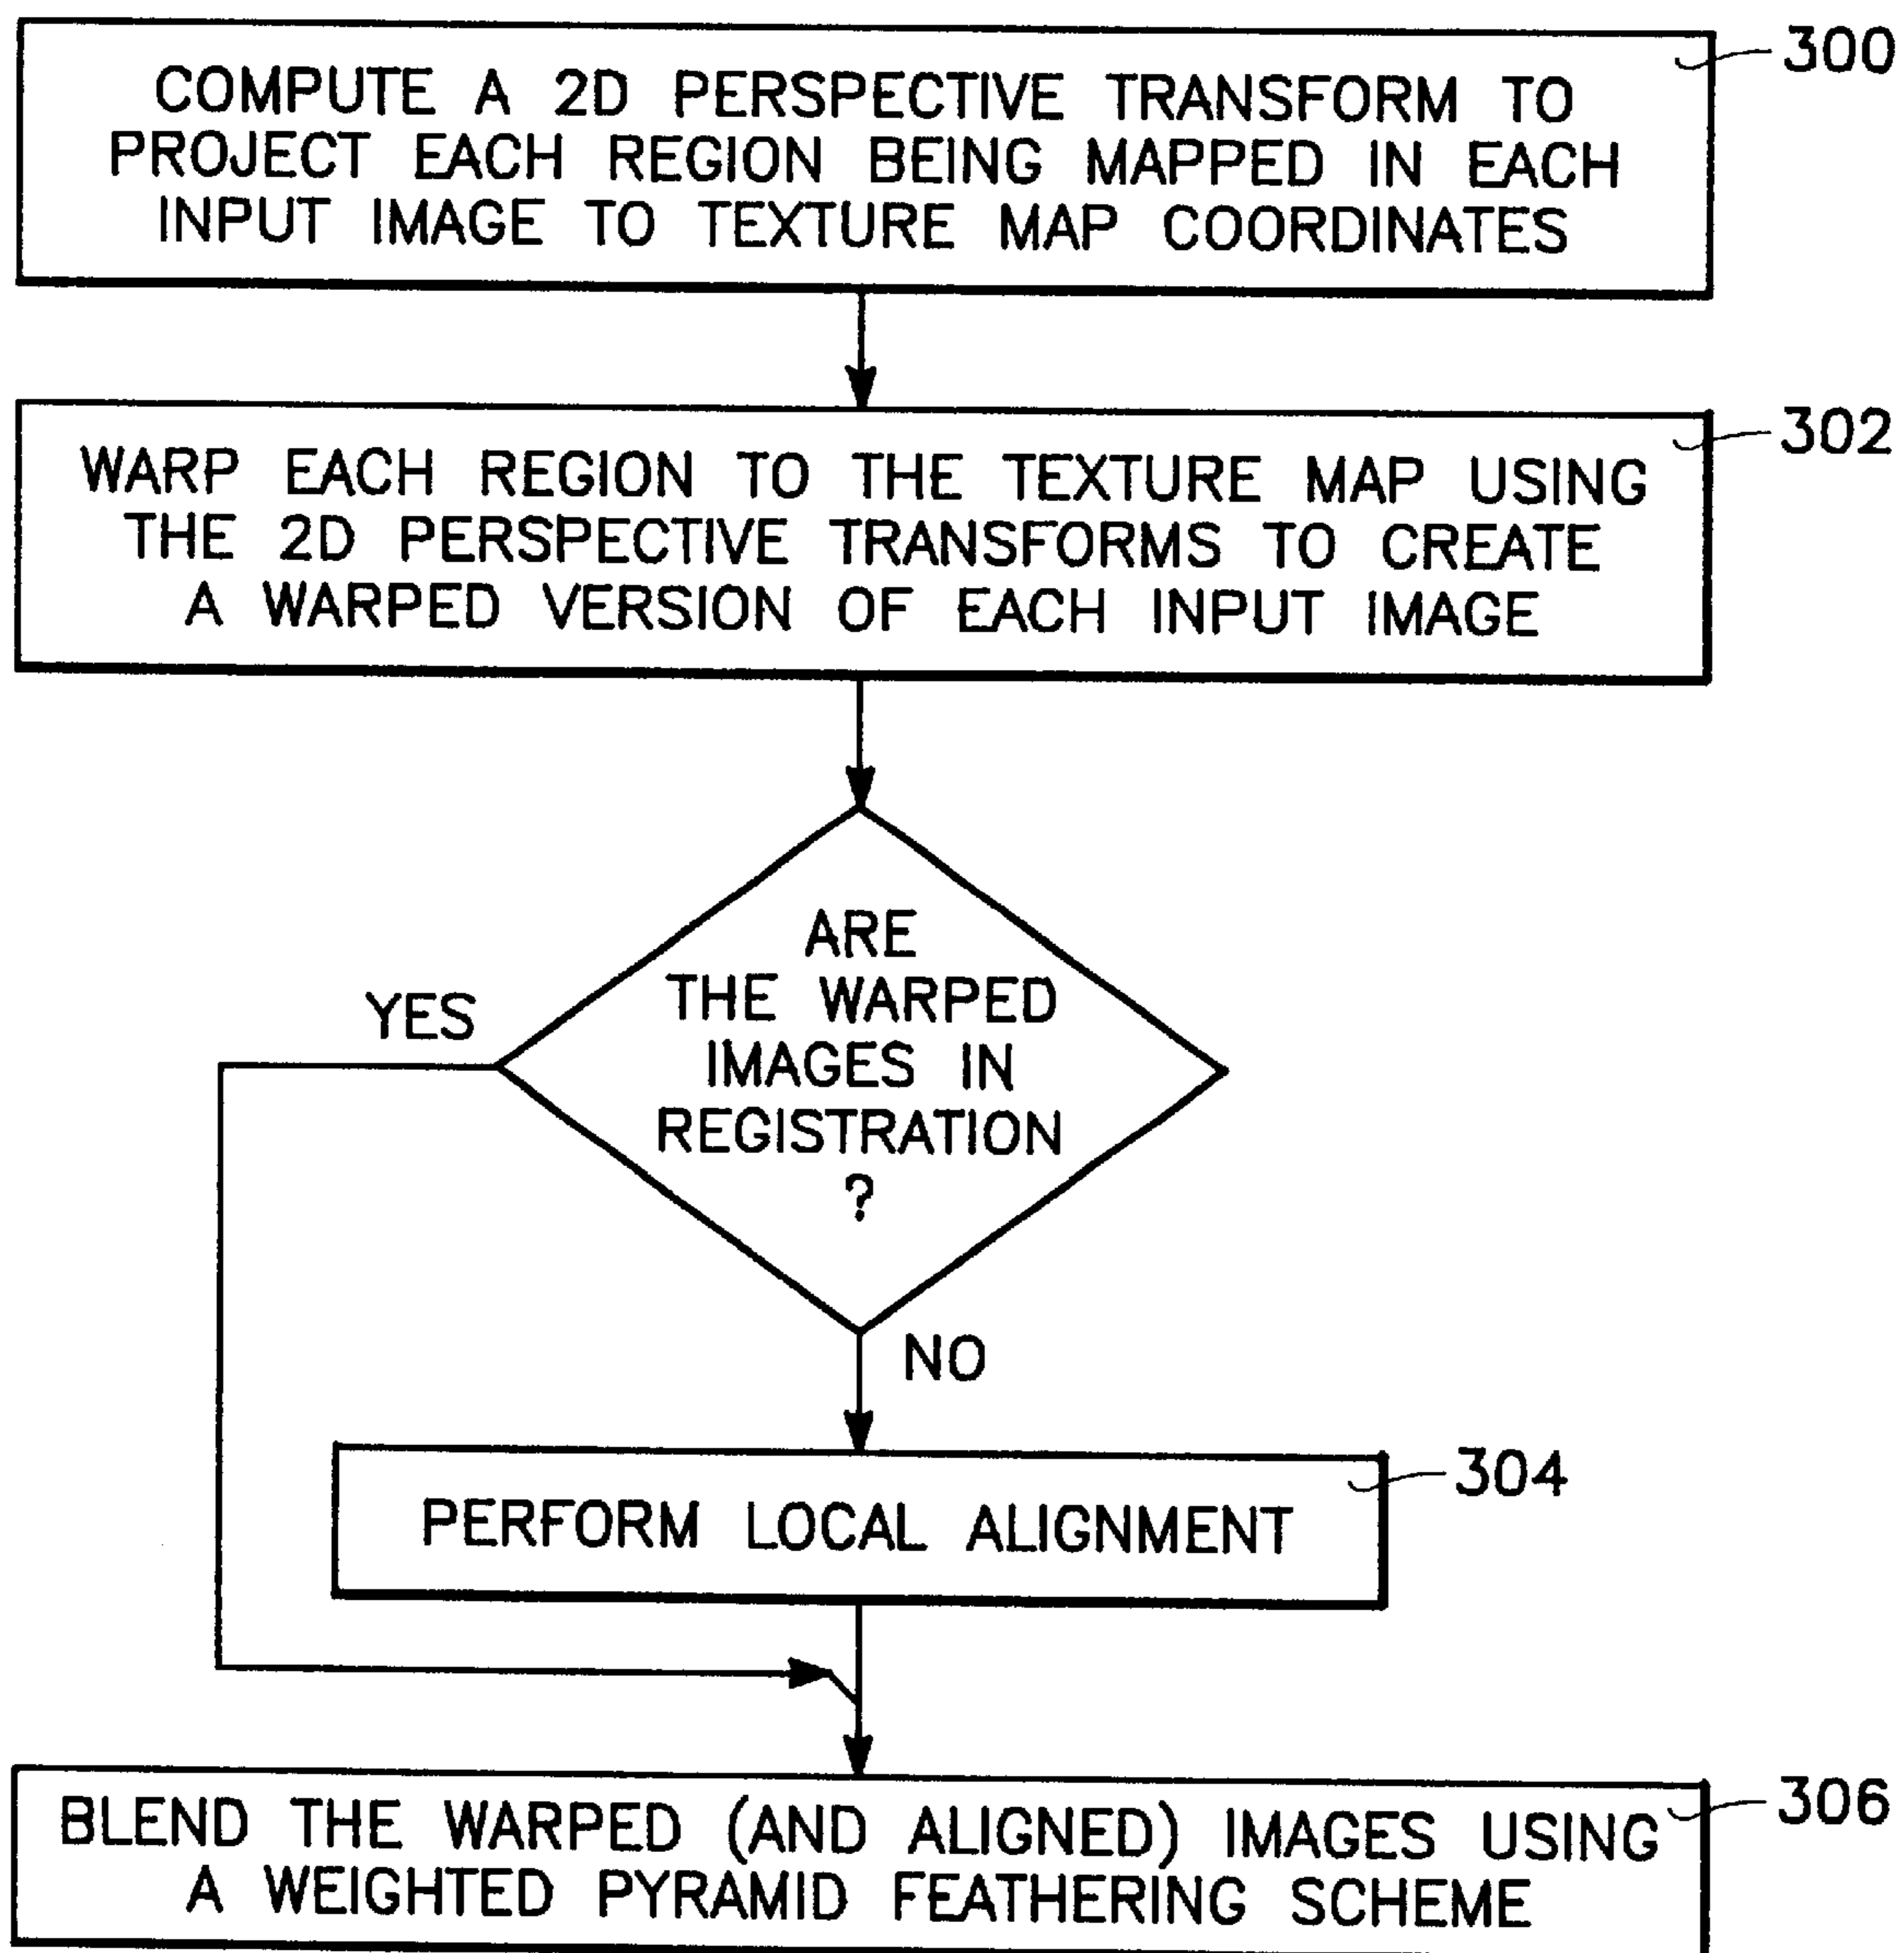 300
COMPUTE A 2D PERSPECTIVE TRANSFORM TO
PROJECT EACH REGION BEING MAPPED IN EACH
INPUT IMAGE TO TEXTURE MAP COORDINATES
302
WARP EACH REGION TO THE TEXTURE MAP USING
THE 2D PERSPECTIVE TRANSFORMS TO CREATE
A WARPED VERSION OF EACH INPUT IMAGE
ARE
THE WARPED
IMAGES IN
REGISTRATION
?
YES
NO
304
PERFORM LOCAL ALIGNMENT
306
BLEND THE WARPED (AND ALIGNED) IMAGES USING
A WEIGHTED PYRAMID FEATHERING SCHEME